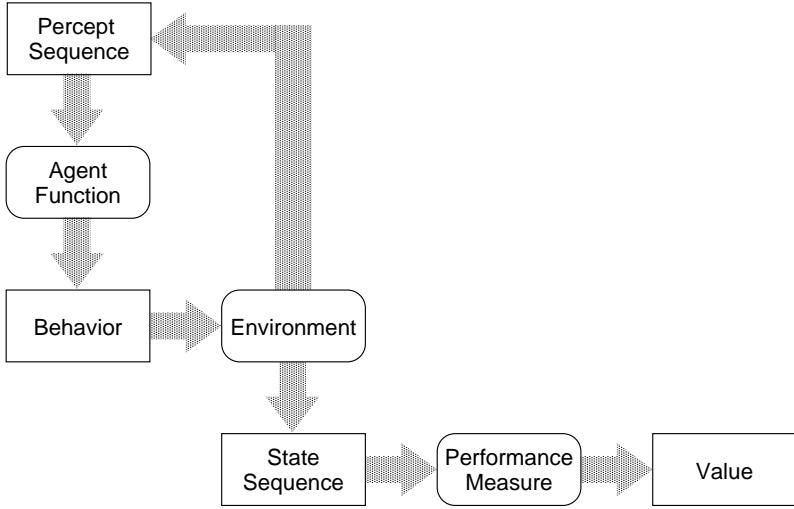 Percept
Sequence
Agent
Function
Behavior
Environment
State
Sequence
Performance
Measure
Value